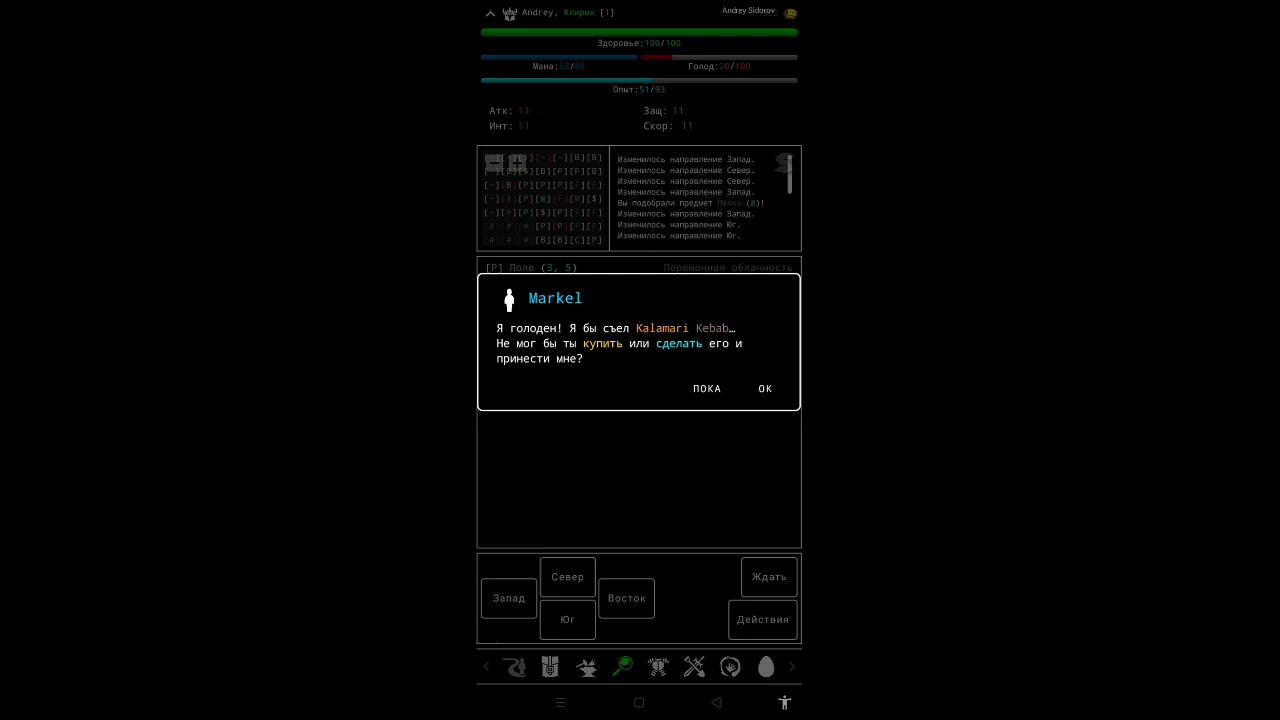 Andrey, Клирик [1]
Andrey Sidorov
Здоровье:100/100
Мана:68/68
Голод:20/100
Опыт:51/93
Атк: 11
Защ: 11
Инт: 11
Скор: 11
Изменилось направление Запад.
Изменилось направление Север.
Изменилось направление Север.
Изменилось направление Запад.
Вы подобрали предмет Палка (8)!
Изменилось направление Запад.
Изменилось направление Юг.
Изменилось направление Юг.
[P] Поле (3, 5)
Переменная облачность
Markel
Я голоден! Я бы съел Kalamari Kebab…
Не мог бы ты купить или сделать его и
принести мне?
ПОКА
OK
Север
Ждать
Запад
Восток
Юг
Действия